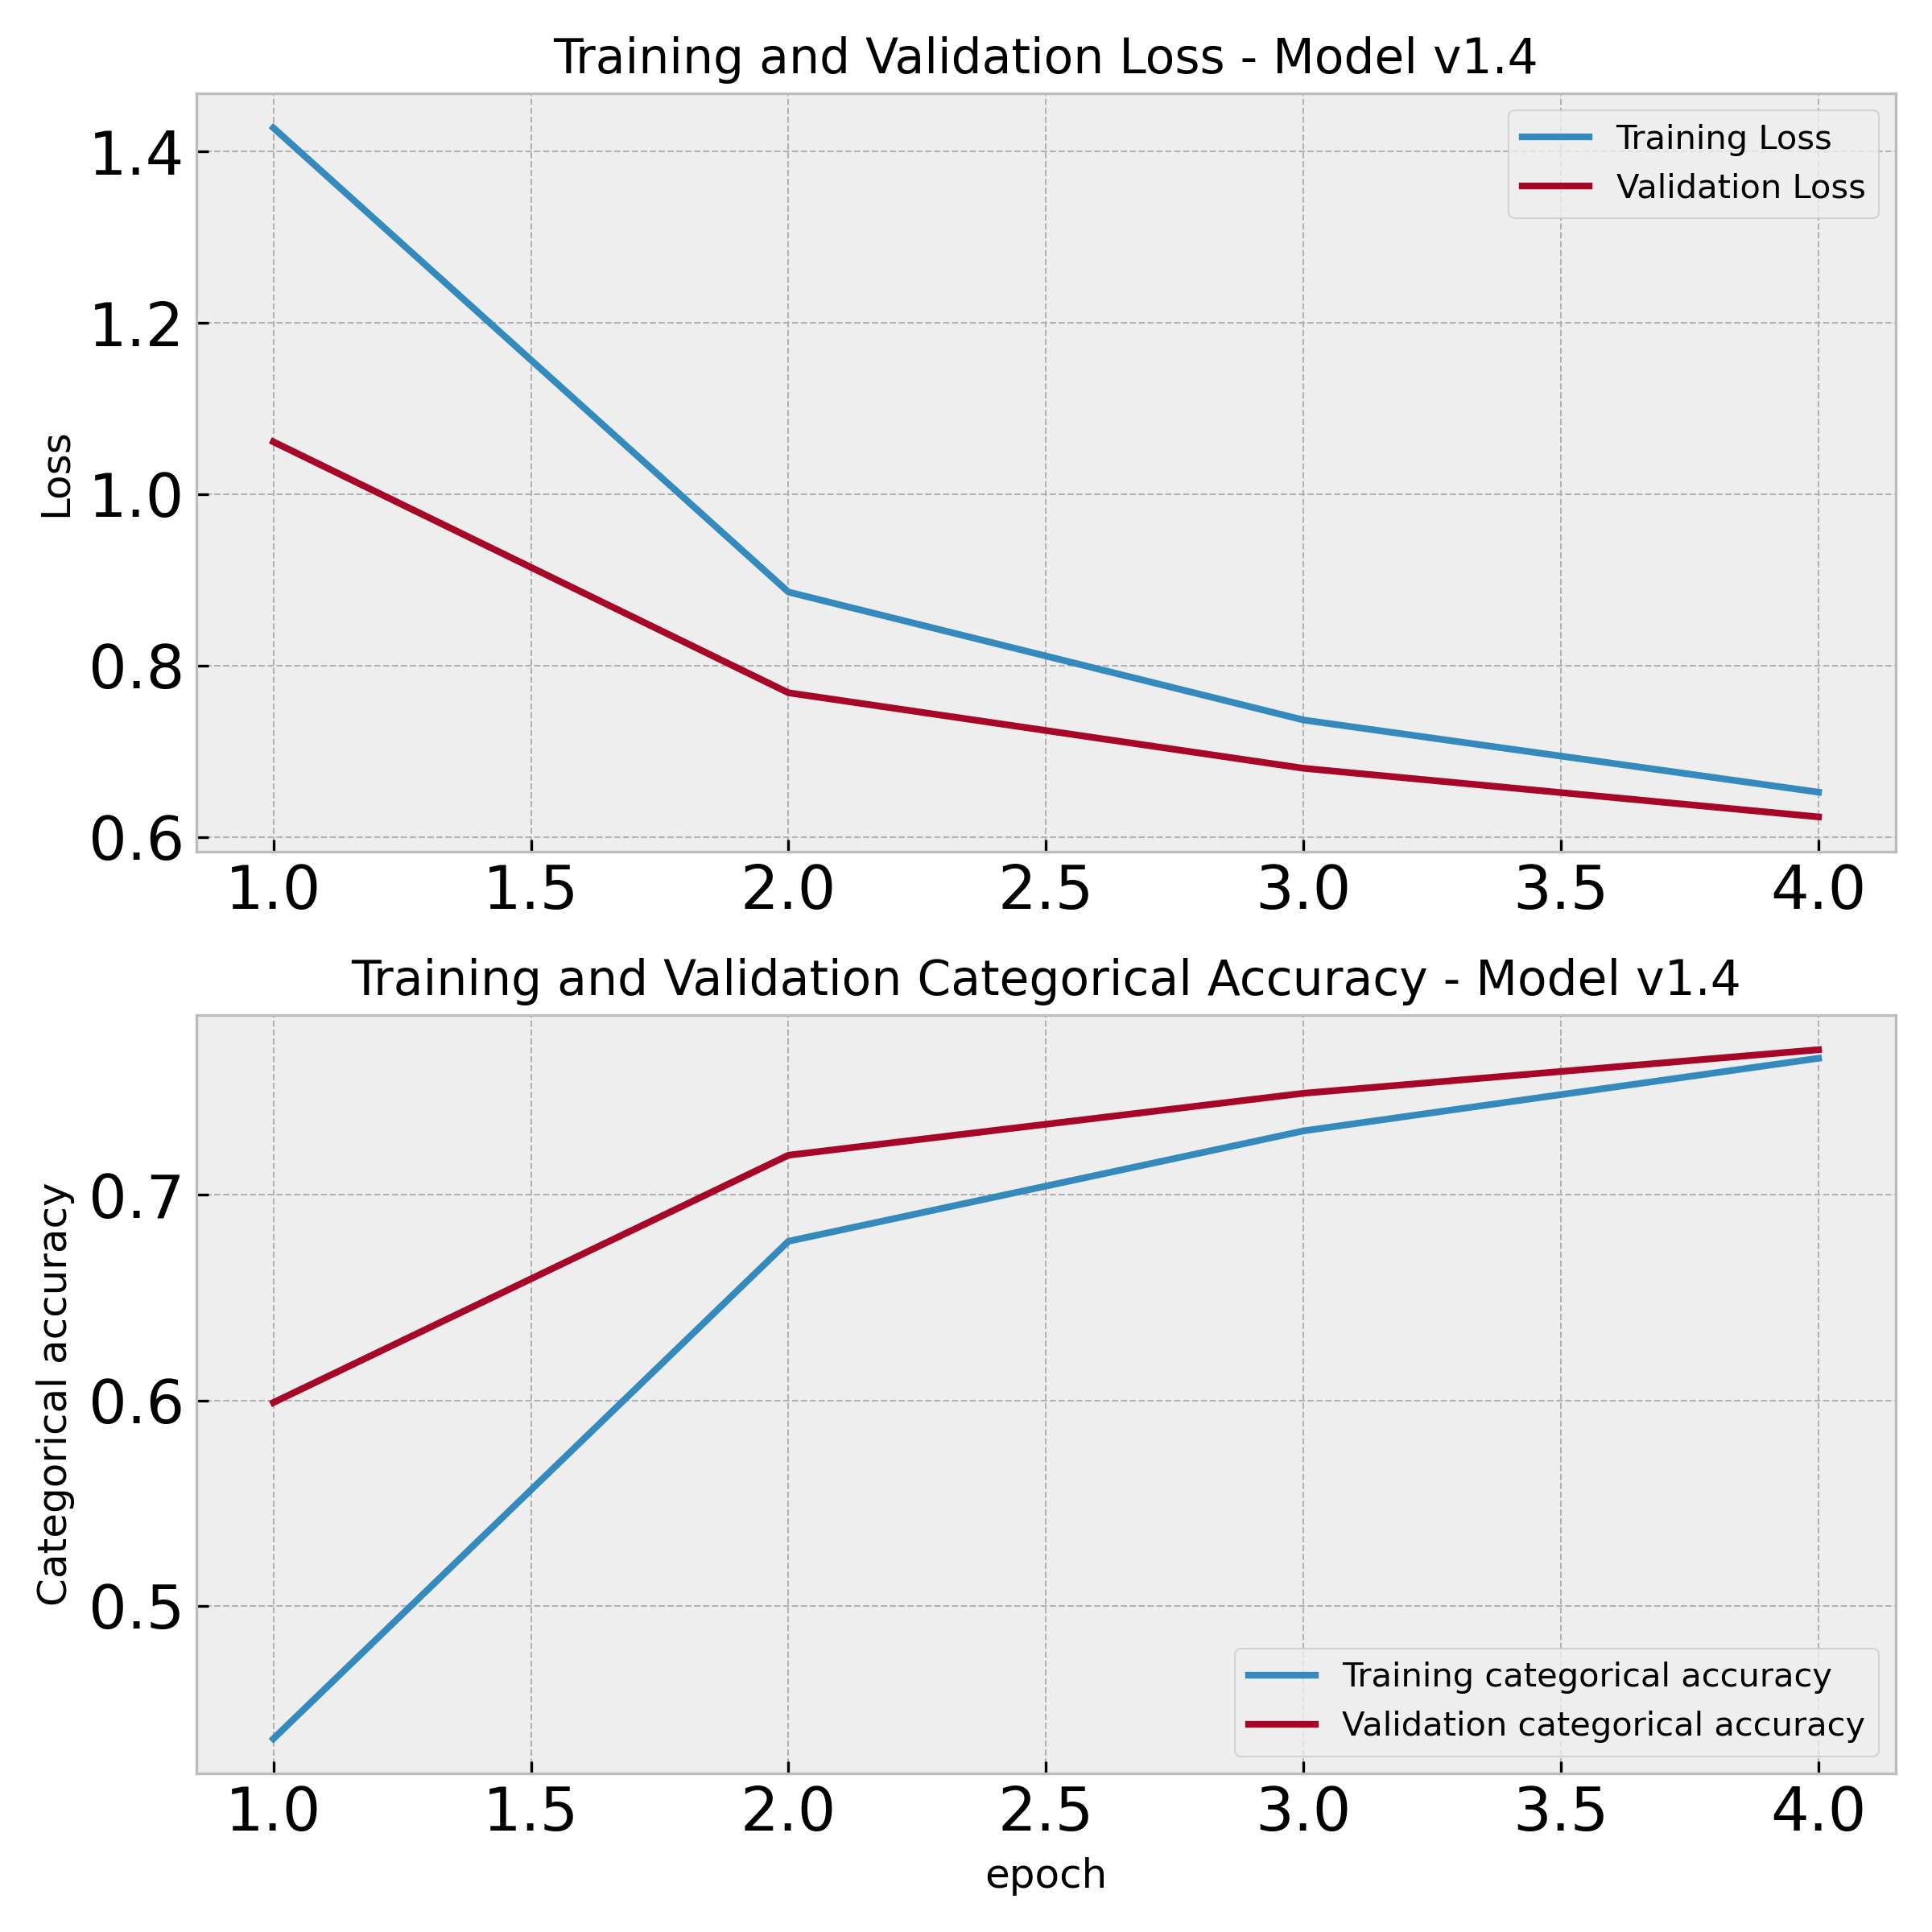 Training and Validation Loss - Model v1.4
Training Loss
Validation Loss
Loss
1.4
1.2
1.0
0.8
0.6
1.0 1.5 2.0 2.5 3.0 3.5 4.0
Training and Validation Categorical Accuracy - Model v1.4
Categorical accuracy
0.7
0.6
0.5
Training categorical accuracy
Validation categorical accuracy
1.0 1.5 2.0 2.5 3.0 3.5 4.0
epoch